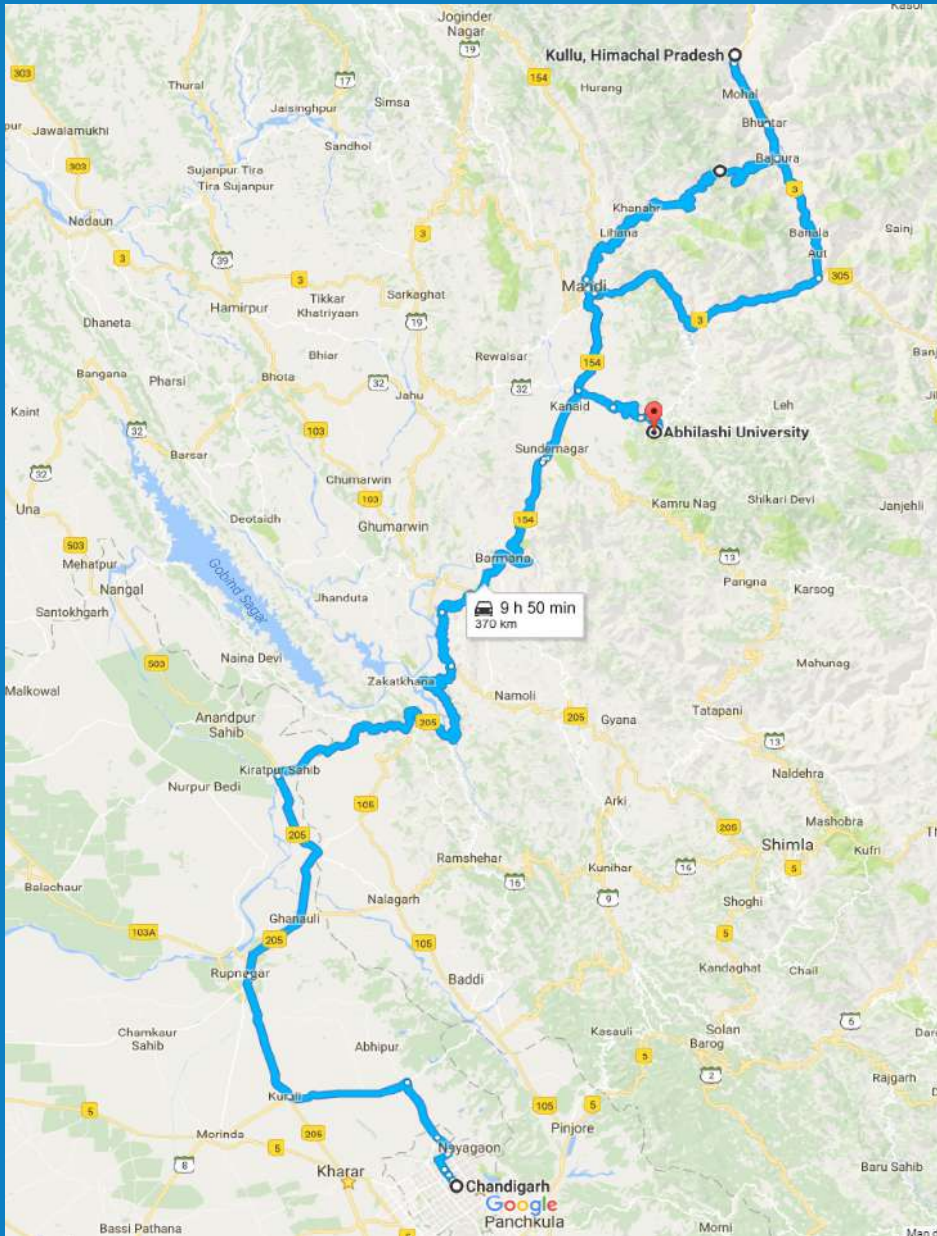 Kasol
Joginder
Nagar
19
Kullu, Himachal Pradesh
303
Thural
17
154
Hurang
Mohal
Simsa
Jaisinghpur
Bhuntar
Jawalamukhi
Sandhol
Bajaura
303
Sujanpur Tira
Tira Sujanpur
3
Khanahr
Nadaun
Lihana
Banala
Sainj
3
Aut
39
3
305
3
Mandi
Hamirpur
Tikkar
Khatriyaan
Sarkaghat
19
3
Dhaneta
Rewalsar
154
Bhiar
Bangana
Pharsi
Bhota
32
Jahu
32
Kanaid
Leh
Kaint
32
103
Abhilashi University
Barsar
Sundernagar
32
Chumarwin
Una
103
Kamru Nag
Shikari Devi
Janjehli
Deotsidh
Ghumarwin
154
503
Mehatpur
Barmana
13
Nangal
Gobind Sagar
Pangna
Karsog
Jhanduta
9 h 50 min
370 km
Santokhgarh
503
Naina Devi
Mahunag
Malkowal
Zakatkhana
Namoli
Anandpur
Sahib
205
205
Gyana
Tatapani
13
Kiratpur Sahib
Naldehra
Nurpur Bedi
105
Arki
205
205
Mashobra
Ramshehar
Shimla
Kufri
Kunihar
16
5
Balachaur
16
Nalagarh
9
Shoghi
Ghanauli
103A
205
105
5
Rupnagar
Baddi
Kandaghat
Chail
Chamkaur
Sahib
Kasauli
Solan
6
Abhipur
5
Barog
2
Rajgarh
Kurali
5
105
5
Morinda
205
Pinjore
5
Nayagaon
8
Kharar
Baru Sahib
Chandigarh
Google
Panchkula
Bassi Pathana
Morni